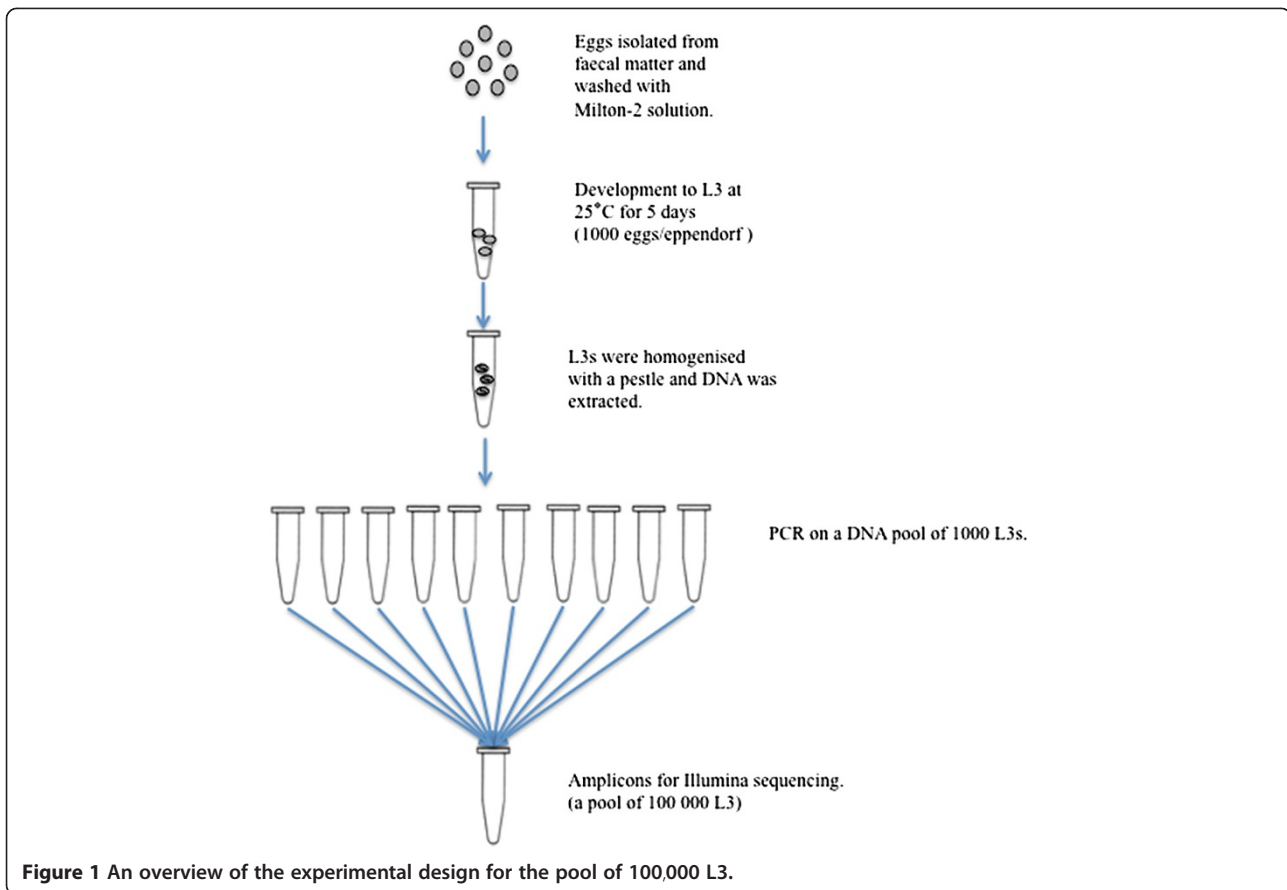 Eggs isolated from
faecal matter and
washed with
Milton-2 solution.
Development to L3 at
25°C for 5 days
(1000 eggs/eppendorf )
L3s were homogenised
with a pestle and DNA was
extracted.
PCR on a DNA pool of 1000 L3s.
Amplicons for Illumina sequencing.
(a pool of 100 000 L3)
Figure 1 An overview of the experimental design for the pool of 100,000 L3.